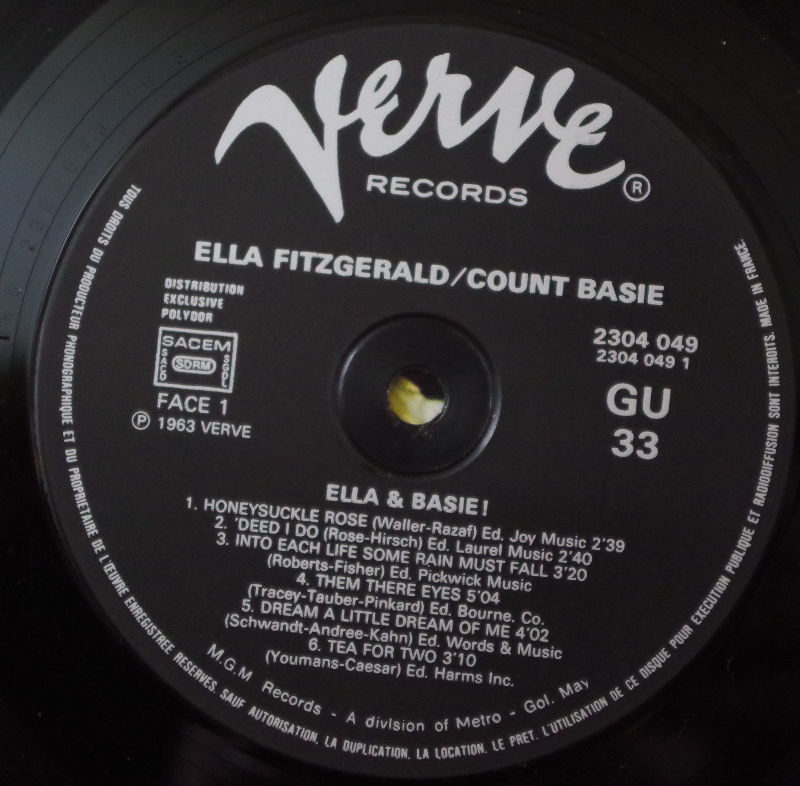 Verve
RECORDS ®
ELLA FITZGERALD/COUNT BASIE
DISTRIBUTION
EXCLUSIVE
POLYDOR
SACEM
SACD SDRM SGDL
FACE 1
℗ 1963 VERVE
2304 049
2304 049 1
GU
33
ELLA & BASIE!
1. HONEYSUCKLE ROSE (Waller-Razaf) Ed. Joy Music 2'39
2. 'DEED I DO (Rose-Hirsch) Ed. Laurel Music 2'40
3. INTO EACH LIFE SOME RAIN MUST FALL 3'20
(Roberts-Fisher) Ed. Pickwick Music
4. THEM THERE EYES 5'04
(Tracey-Tauber-Pinkard) Ed. Bourne. Co.
5. DREAM A LITTLE DREAM OF ME 4'02
(Schwandt-Andree-Kahn) Ed. Words & Music
6. TEA FOR TWO 3'10
(Youmans-Caesar) Ed. Harms Inc.
M.G.M Records - A division of Metro - Gol. May
TOUS DROITS DU PRODUCTEUR PHONOGRAPHIQUE ET DU PROPRIETAIRE DE L'ŒUVRE ENREGISTREE RESERVES. SAUF AUTORISATION, LA DUPLICATION, LA LOCATION, LE PRET, L'UTILISATION DE CE DISQUE POUR EXECUTION PUBLIQUE ET RADIODIFFUSION SONT INTERDITS. MADE IN FRANCE.